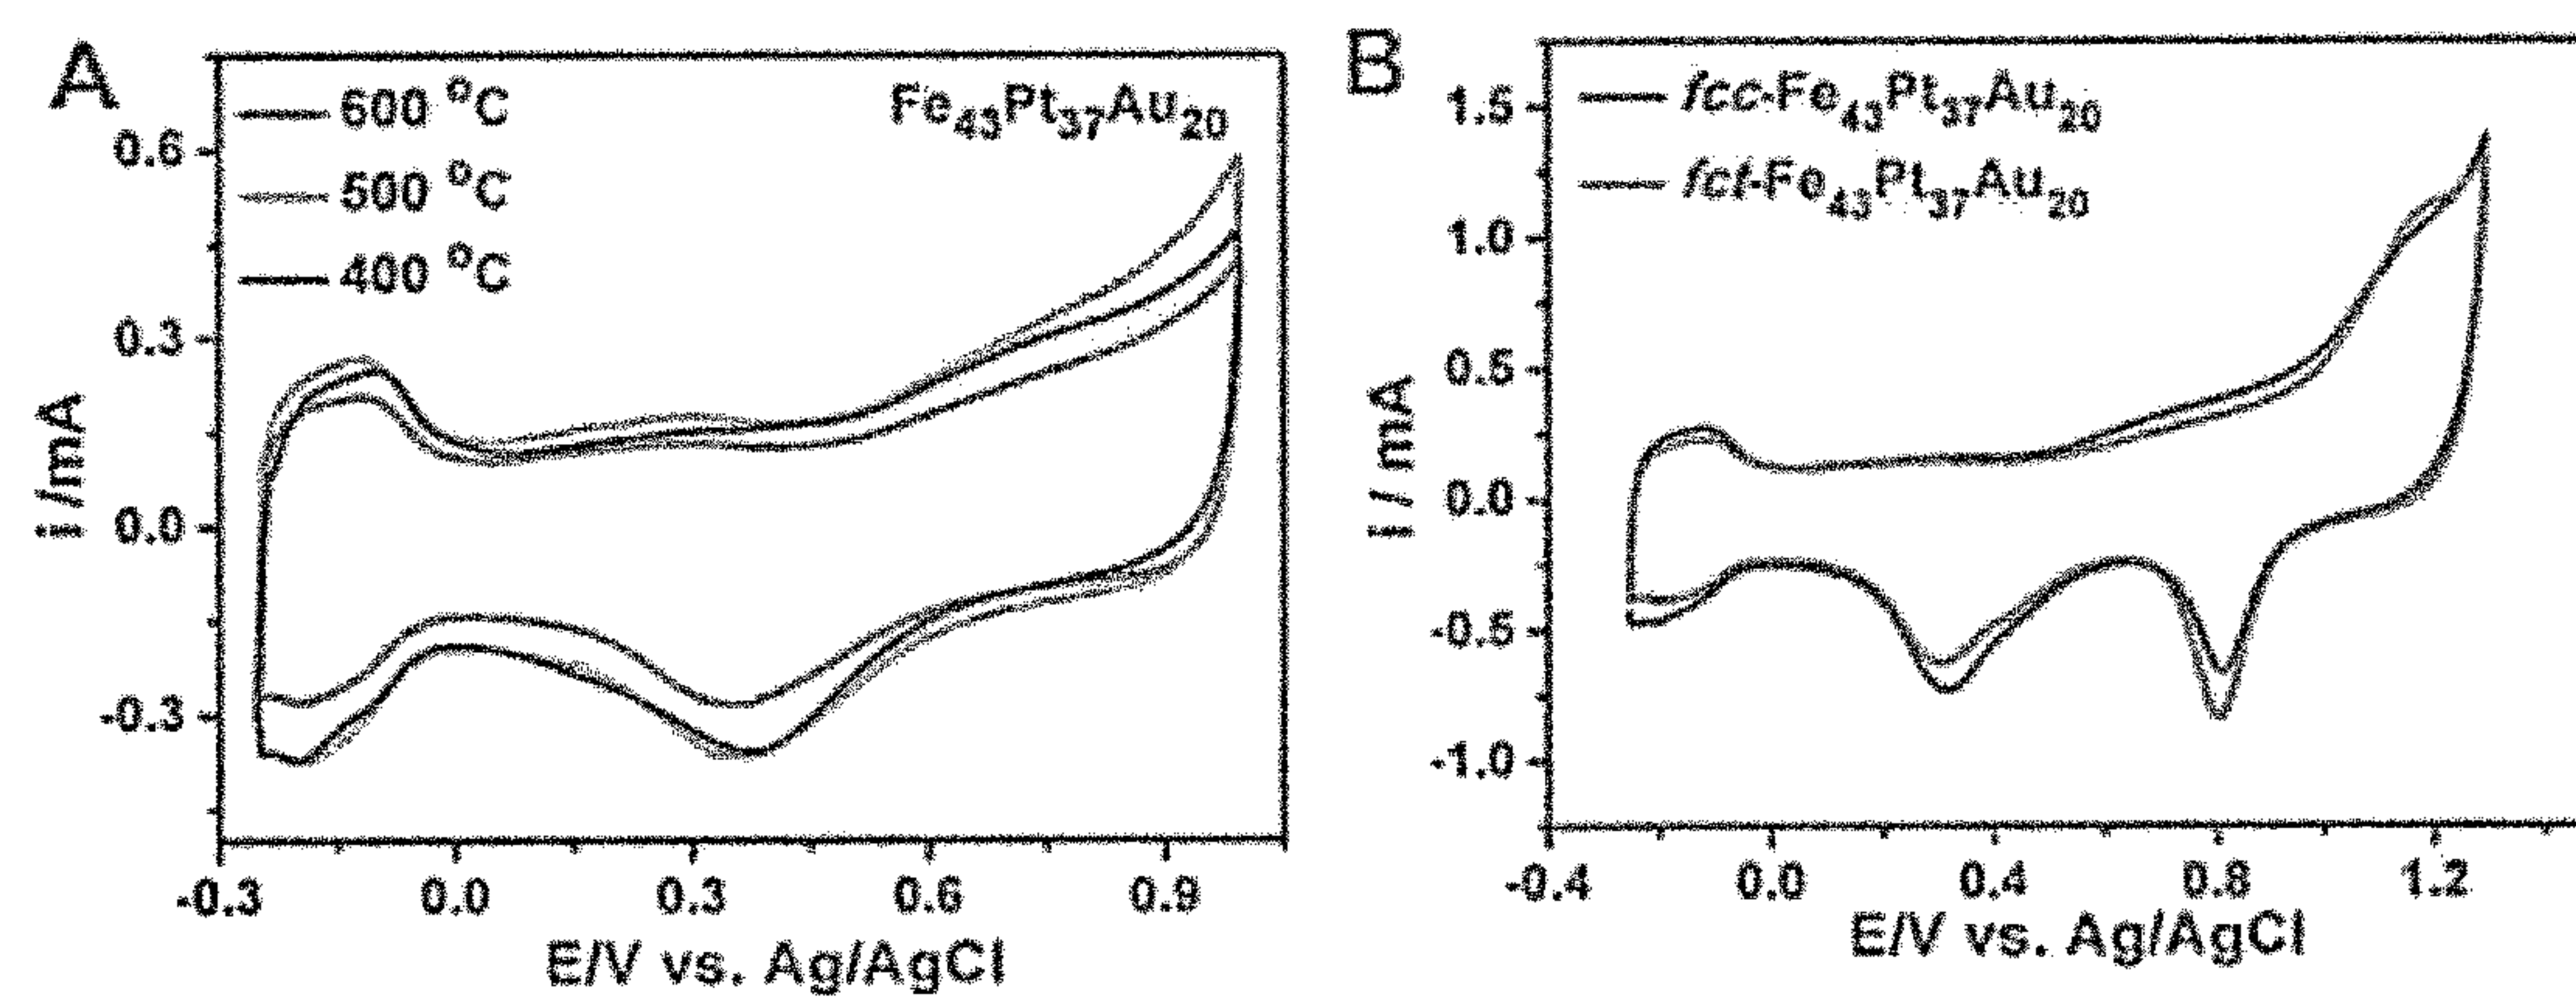 A
600 °C
500 °C
400 °C
Fe43Pt37Au20
0.6
0.3
0.0
-0.3
i /mA
-0.3 0.0 0.3 0.6 0.9
E/V vs. Ag/AgCl
B
fcc-Fe43Pt37Au20
fct-Fe43Pt37Au20
1.5
1.0
0.5
0.0
-0.5
-1.0
i / mA
-0.4 0.0 0.4 0.8 1.2
E/V vs. Ag/AgCl